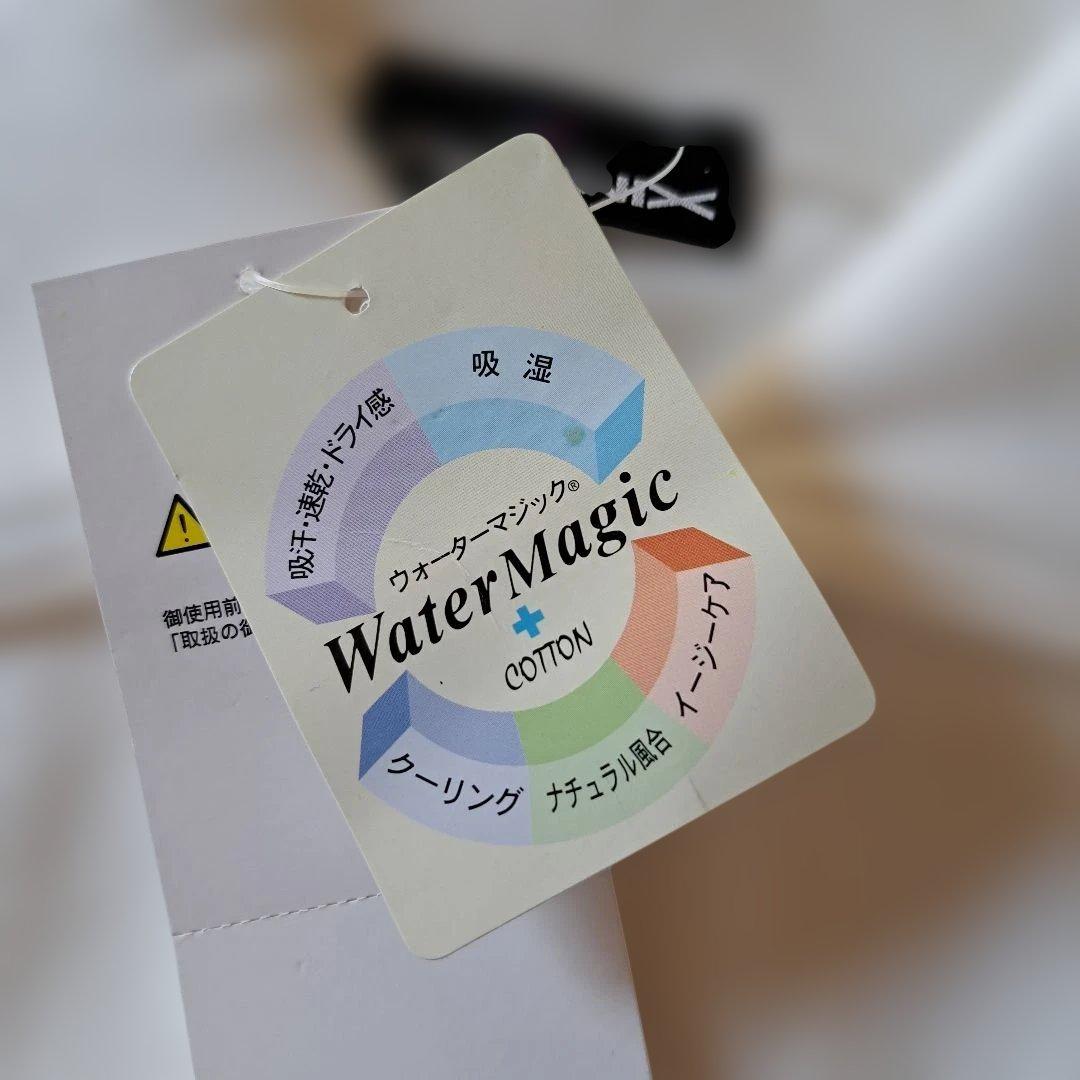 吸湿
吸汗・速乾・ドライ感
ウォーターマジック®
WaterMagic
+
COTTON
イージーケア
ナチュラル風合
クーリング
御使用前
「取扱の御